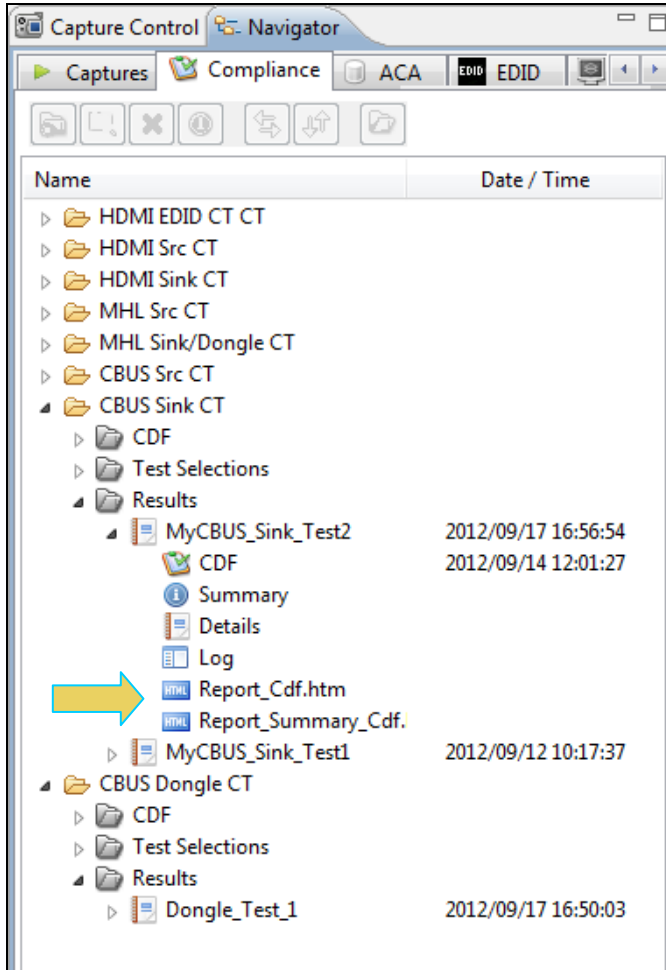 Capture Control Navigator
Captures Compliance ACA EDID EDID
Name Date / Time
HDMI EDID CT CT
HDMI Src CT
HDMI Sink CT
MHL Src CT
MHL Sink/Dongle CT
CBUS Src CT
CBUS Sink CT
CDF
Test Selections
Results
MyCBUS_Sink_Test2 2012/09/17 16:56:54
CDF 2012/09/14 12:01:27
Summary
Details
Log
HTML Report_Cdf.htm
HTML Report_Summary_Cdf.
MyCBUS_Sink_Test1 2012/09/12 10:17:37
CBUS Dongle CT
CDF
Test Selections
Results
Dongle_Test_1 2012/09/17 16:50:03